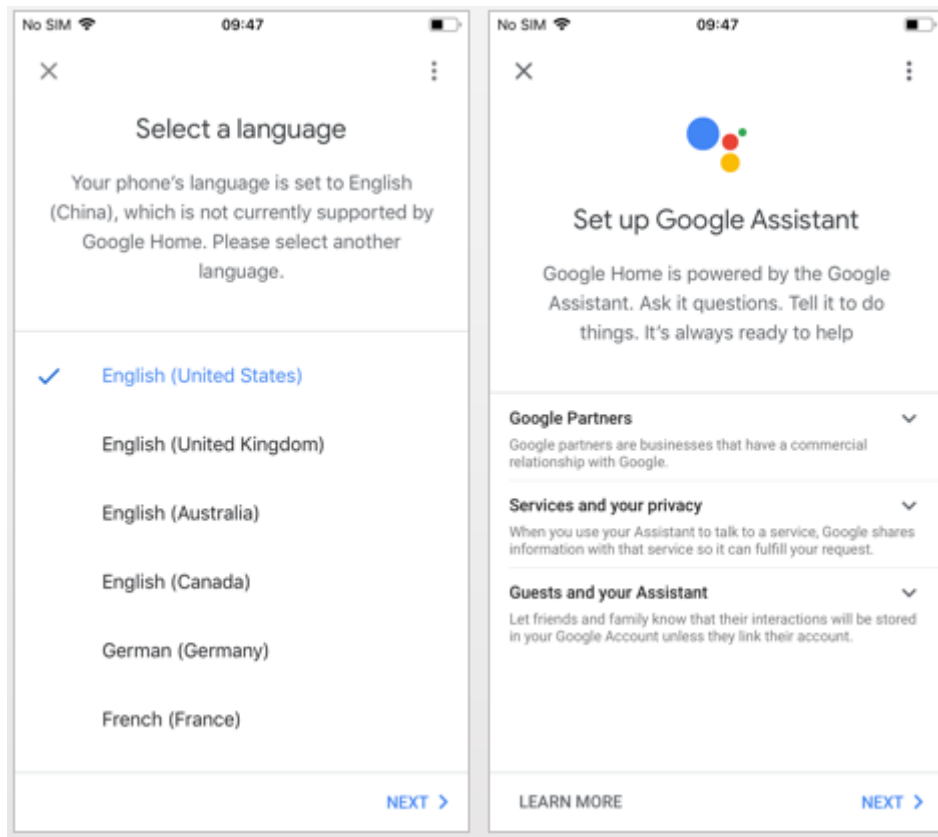 No SIM 09:47
Select a language
Your phone's language is set to English
(China), which is not currently supported by
Google Home. Please select another
language.
English (United States)
English (United Kingdom)
English (Australia)
English (Canada)
German (Germany)
French (France)
NEXT
No SIM 09:47
Set up Google Assistant
Google Home is powered by the Google
Assistant. Ask it questions. Tell it to do
things. It's always ready to help
Google Partners
Google partners are businesses that have a commercial
relationship with Google.
Services and your privacy
When you use your Assistant to talk to a service, Google shares
information with that service so it can fulfill your request.
Guests and your Assistant
Let friends and family know that their interactions will be stored
in your Google Account unless they link their account.
LEARN MORE NEXT